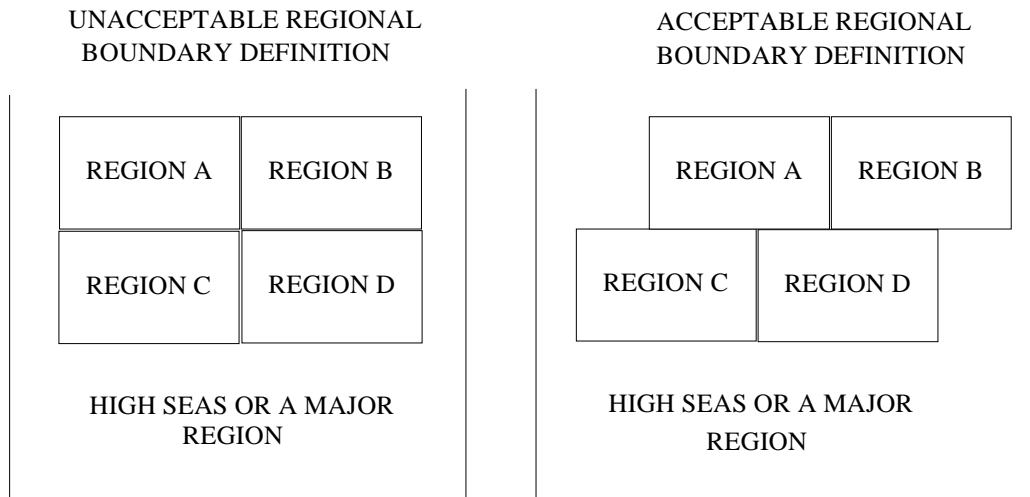 UNACCEPTABLE REGIONAL
BOUNDARY DEFINITION
REGION A
REGION B
REGION C
REGION D
HIGH SEAS OR A MAJOR
REGION
ACCEPTABLE REGIONAL
BOUNDARY DEFINITION
REGION A
REGION B
REGION C
REGION D
HIGH SEAS OR A MAJOR
REGION